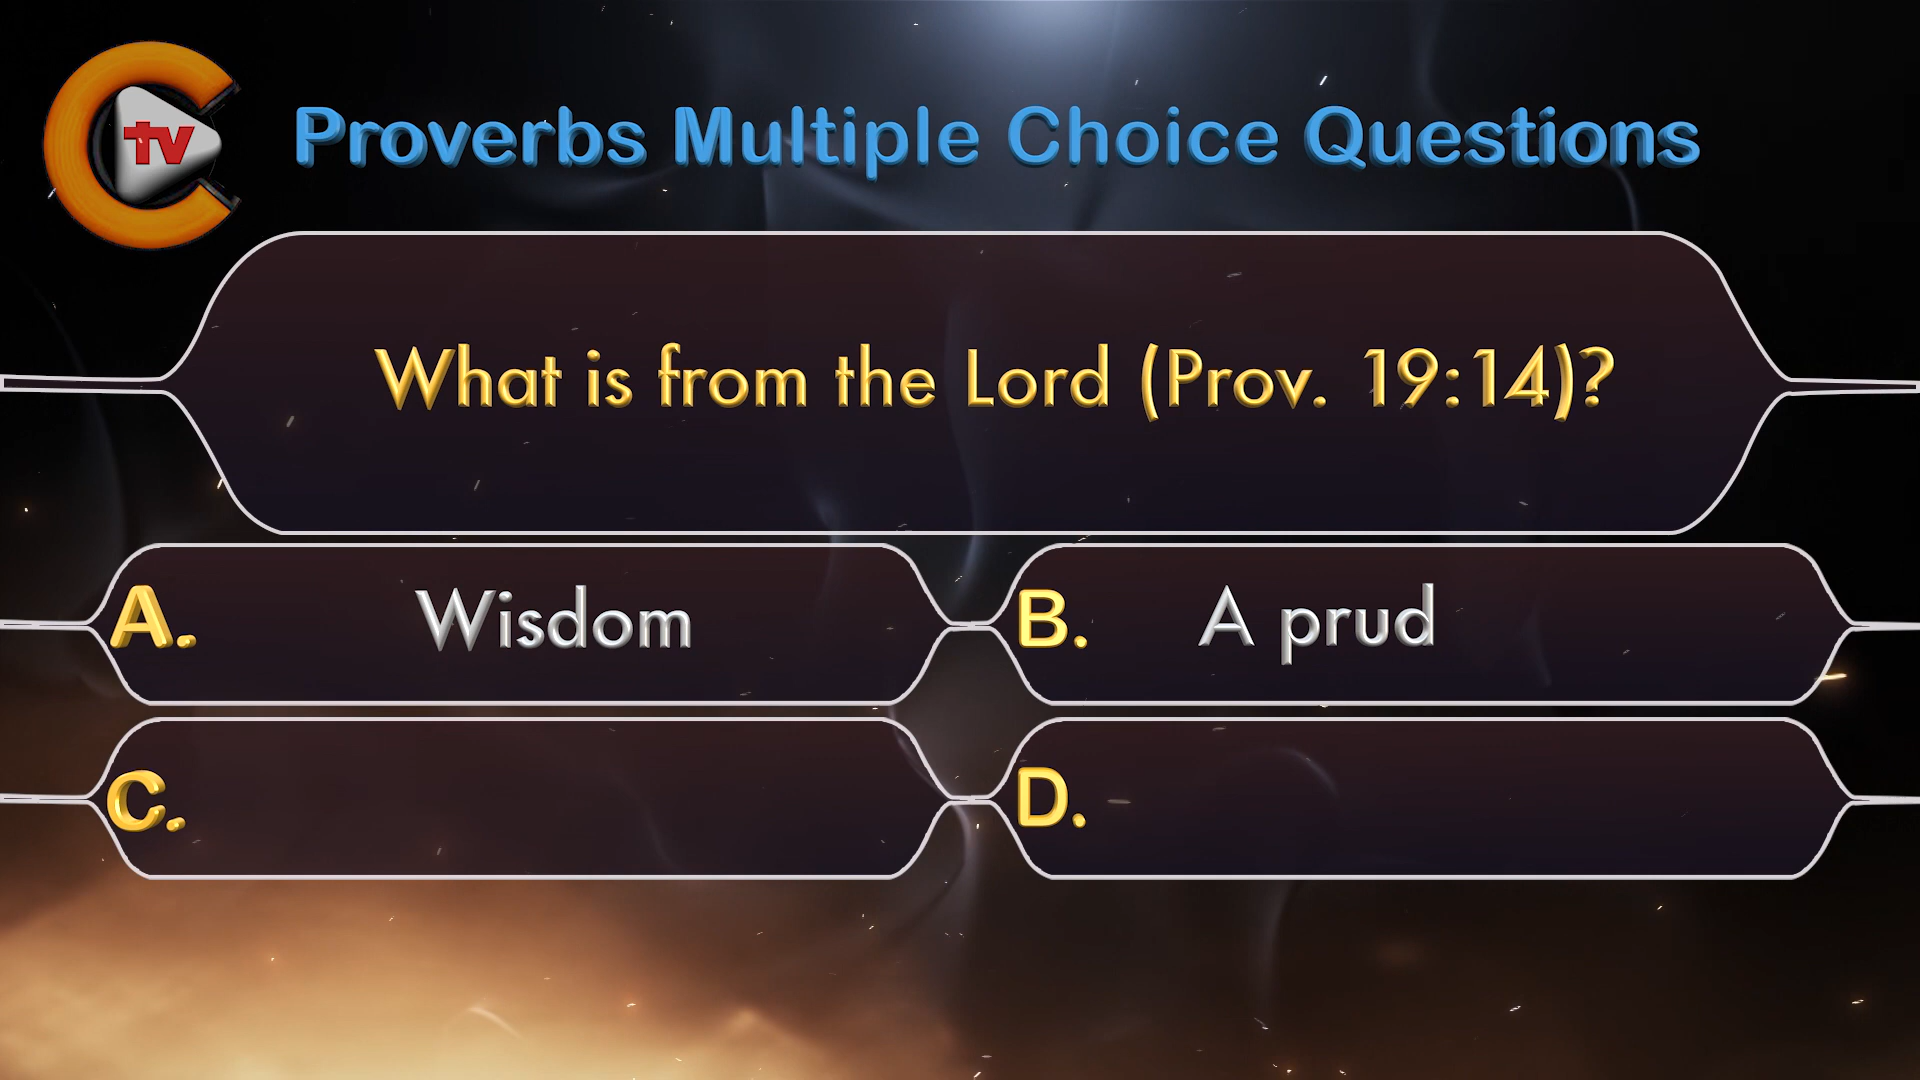 tv
Proverbs Multiple Choice Questions
What is from the Lord (Prov. 19:14)?
A. Wisdom
B. A prud
C.
D.